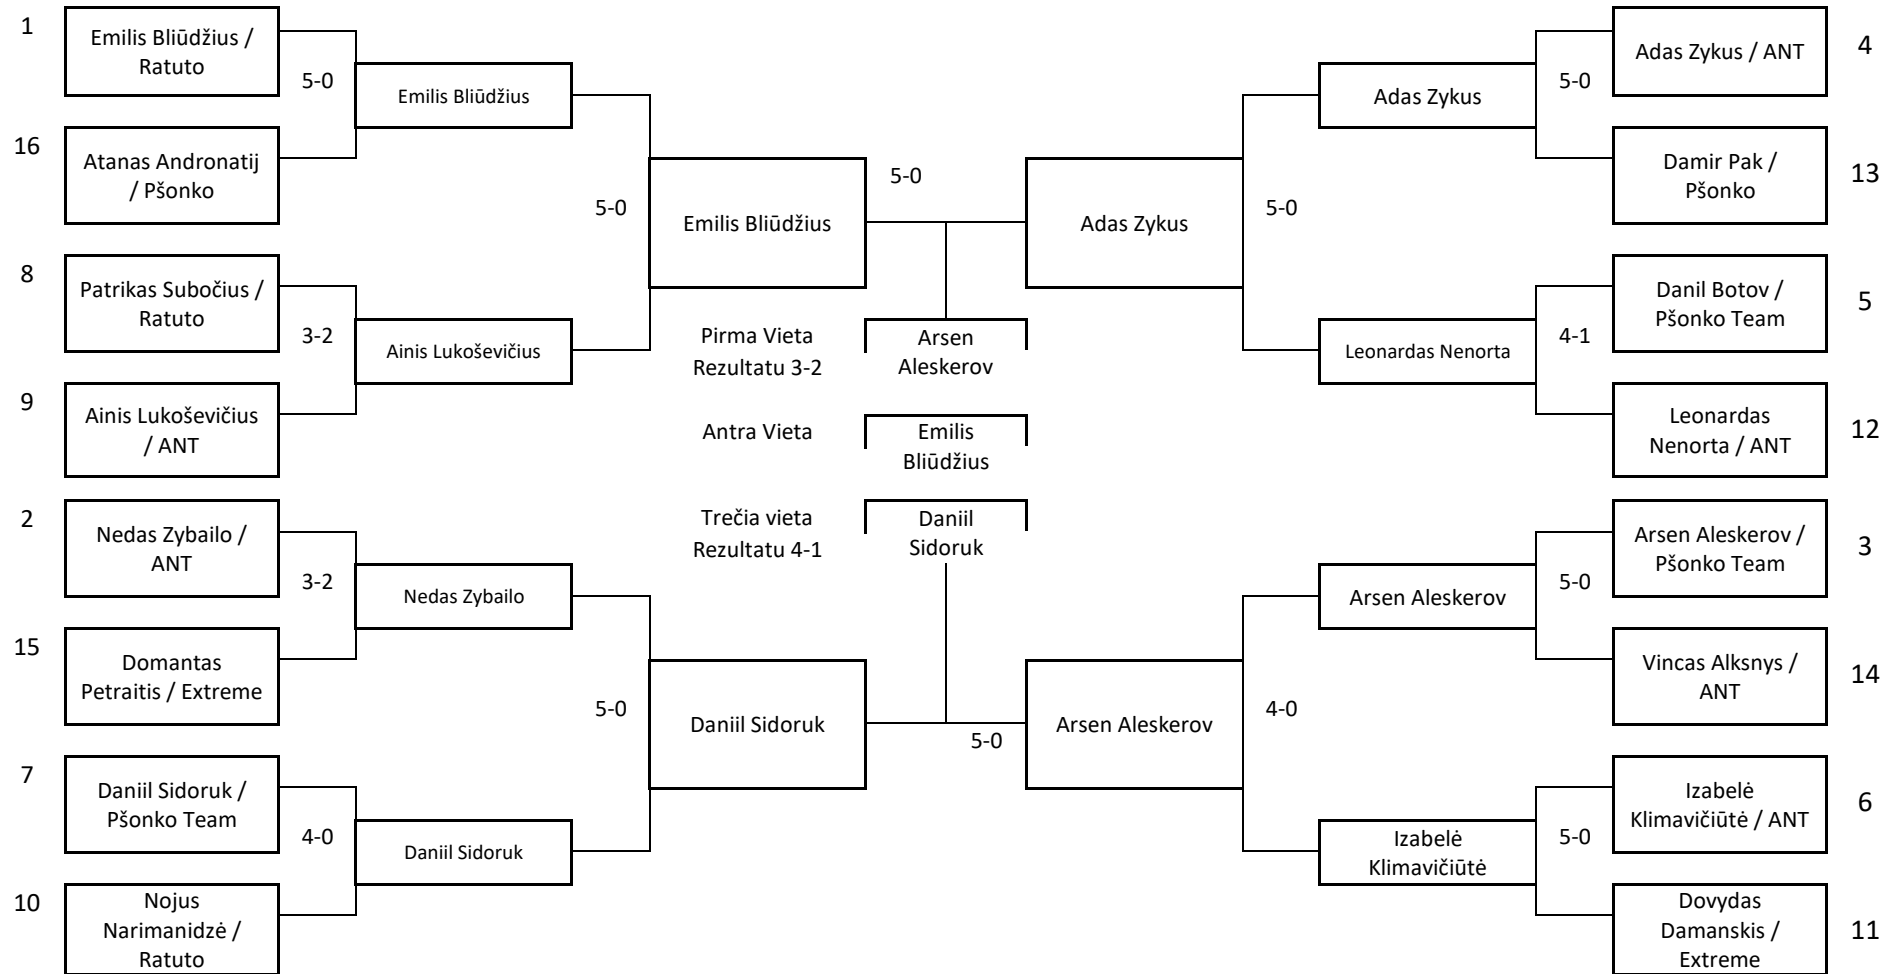 1
Emilis Bliūdžius /
Ratuto
5-0
Emilis Bliūdžius
16
Atanas Andronatij
/ Pšonko
5-0
Emilis Bliūdžius
8
Patrikas Subočius /
Ratuto
3-2
Ainis Lukoševičius
9
Ainis Lukoševičius
/ ANT
2
Nedas Zybailo /
ANT
3-2
Nedas Zybailo
15
Domantas
Petraitis / Extreme
5-0
Daniil Sidoruk
7
Daniil Sidoruk /
Pšonko Team
4-0
Daniil Sidoruk
10
Nojus
Narimanidzė /
Ratuto
5-0
Pirma Vieta
Rezultatu 3-2
Arsen
Aleskerov
Antra Vieta
Emilis
Bliūdžius
Trečia vieta
Rezultatu 4-1
Daniil
Sidoruk
5-0
Adas Zykus
5-0
Adas Zykus
5-0
Adas Zykus / ANT
4
Damir Pak /
Pšonko
13
Leonardas Nenorta
4-1
Danil Botov /
Pšonko Team
5
Leonardas
Nenorta / ANT
12
Arsen Aleskerov
4-0
Arsen Aleskerov
5-0
Arsen Aleskerov /
Pšonko Team
3
Vincas Alksnys /
ANT
14
Izabelė
Klimavičiūtė
5-0
Izabelė
Klimavičiūtė / ANT
6
Dovydas
Damanskis /
Extreme
11